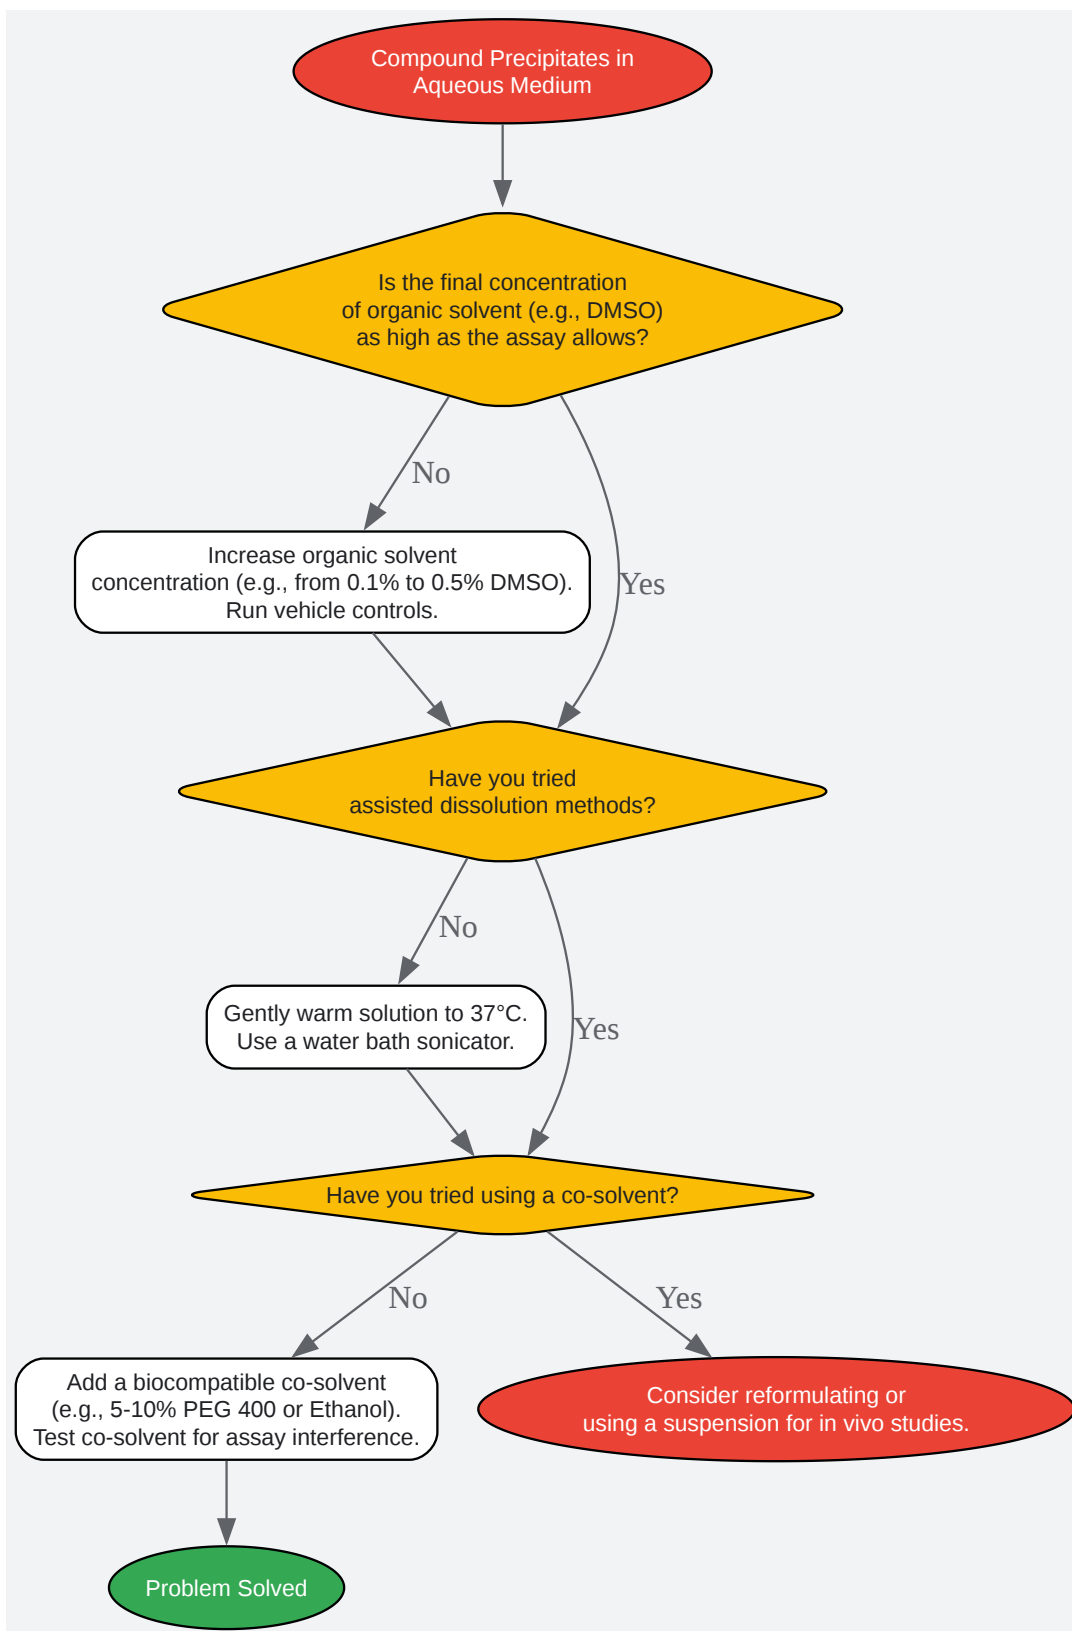 Compound Precipitates in
Aqueous Medium
Is the final concentration
of organic solvent (e.g., DMSO)
as high as the assay allows?
No
Yes
Increase organic solvent
concentration (e.g., from 0.1% to 0.5% DMSO).
Run vehicle controls.
Have you tried
assisted dissolution methods?
No
Yes
Gently warm solution to 37°C.
Use a water bath sonicator.
Have you tried using a co-solvent?
No
Yes
Add a biocompatible co-solvent
(e.g., 5-10% PEG 400 or Ethanol).
Test co-solvent for assay interference.
Consider reformulating or
using a suspension for in vivo studies.
Problem Solved